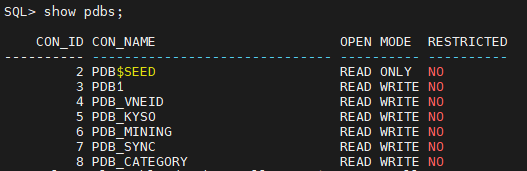 SQL> show pdbs;
CON_ID CON_NAME OPEN MODE RESTRICTED
---------- ------------------------------ ---------- ----------
2 PDB$SEED READ ONLY NO
3 PDB1 READ WRITE NO
4 PDB_VNEID READ WRITE NO
5 PDB_KYSO READ WRITE NO
6 PDB_MINING READ WRITE NO
7 PDB_SYNC READ WRITE NO
8 PDB_CATEGORY READ WRITE NO